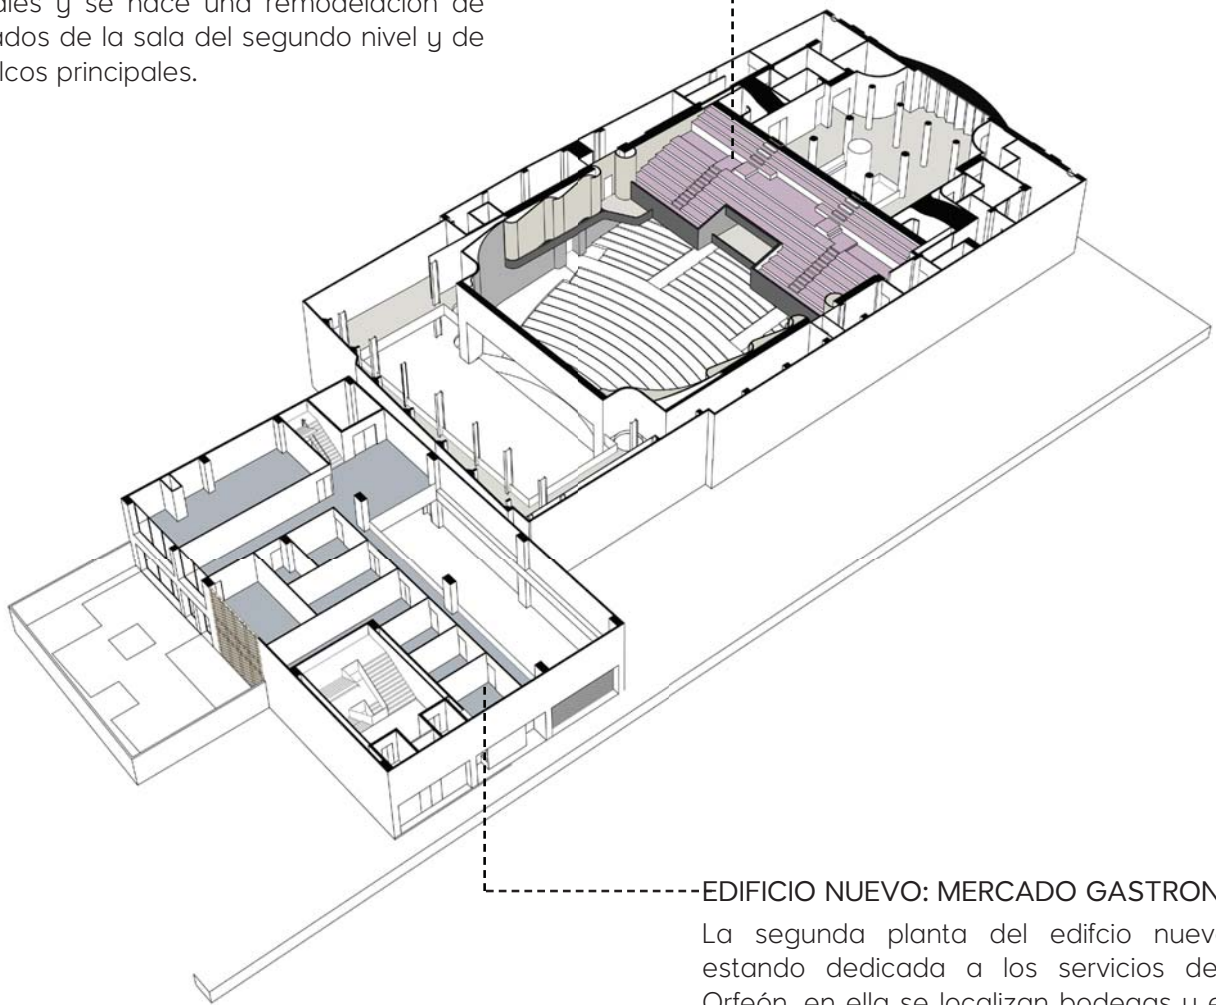 ales y se hace una remodelación de
ados de la sala del segundo nivel y de
lcos principales.
EDIFICIO NUEVO: MERCADO GASTRON
La segunda planta del edifcio nuev
estando dedicada a los servicios de
Orfeón, en ella se localizan bodegas y e